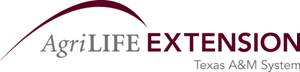 AgriLIFE EXTENSION
Texas A&M System